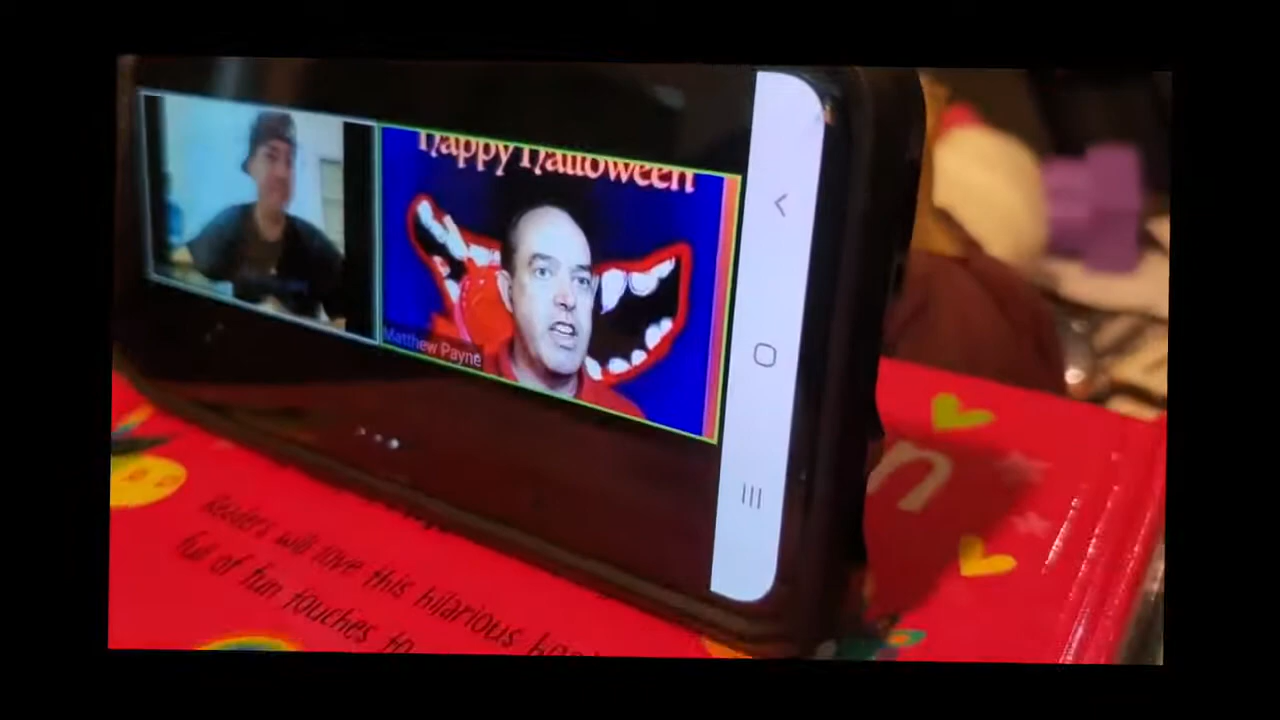 Happy Halloween
Matthew Payne
n
Readers will love this hilarious
full of fun touches to